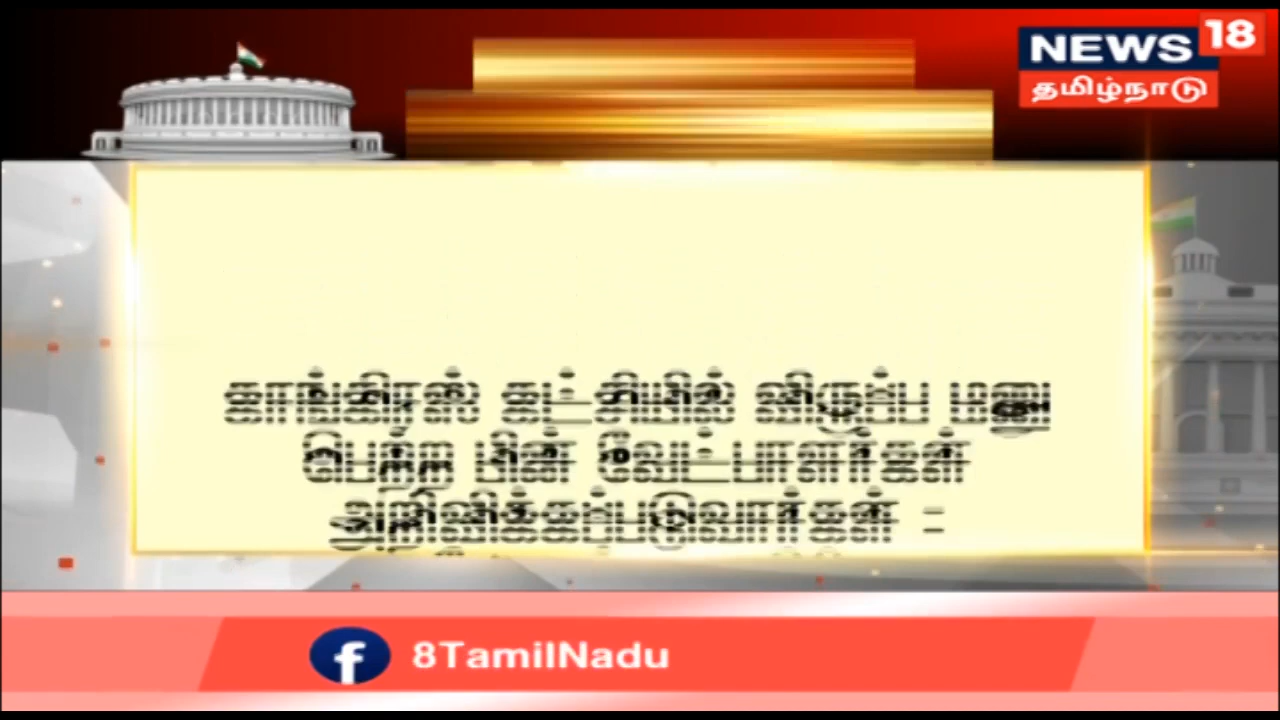 NEWS 18
தமிழ்நாடு
காங்கிரஸ் கட்சியில் விருப்ப மனு
பெற்ற பின் வேட்பாளர்கள்
அறிவிக்கப்படுவார்கள் -
8TamilNadu